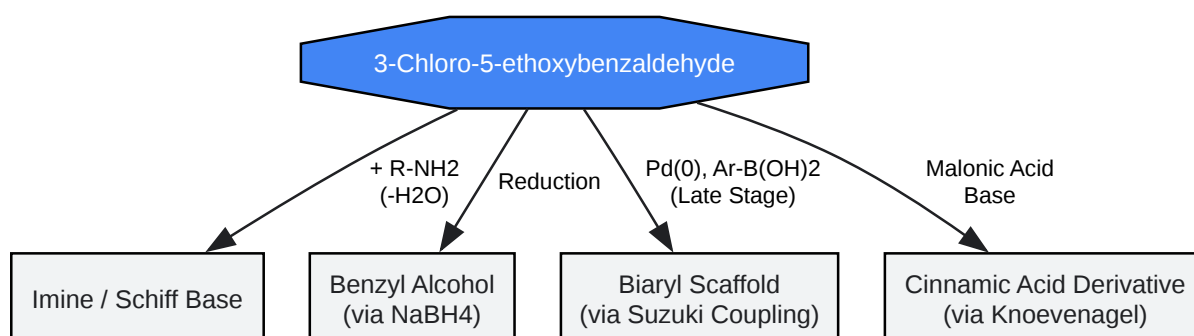 3-Chloro-5-ethoxybenzaldehyde
+ R-NH2
(-H2O)
Reduction
Pd(0), Ar-B(OH)2
(Late Stage)
Malonic Acid
Base
Imine / Schiff Base
Benzyl Alcohol
(via NaBH4)
Biaryl Scaffold
(via Suzuki Coupling)
Cinnamic Acid Derivative
(via Knoevenagel)